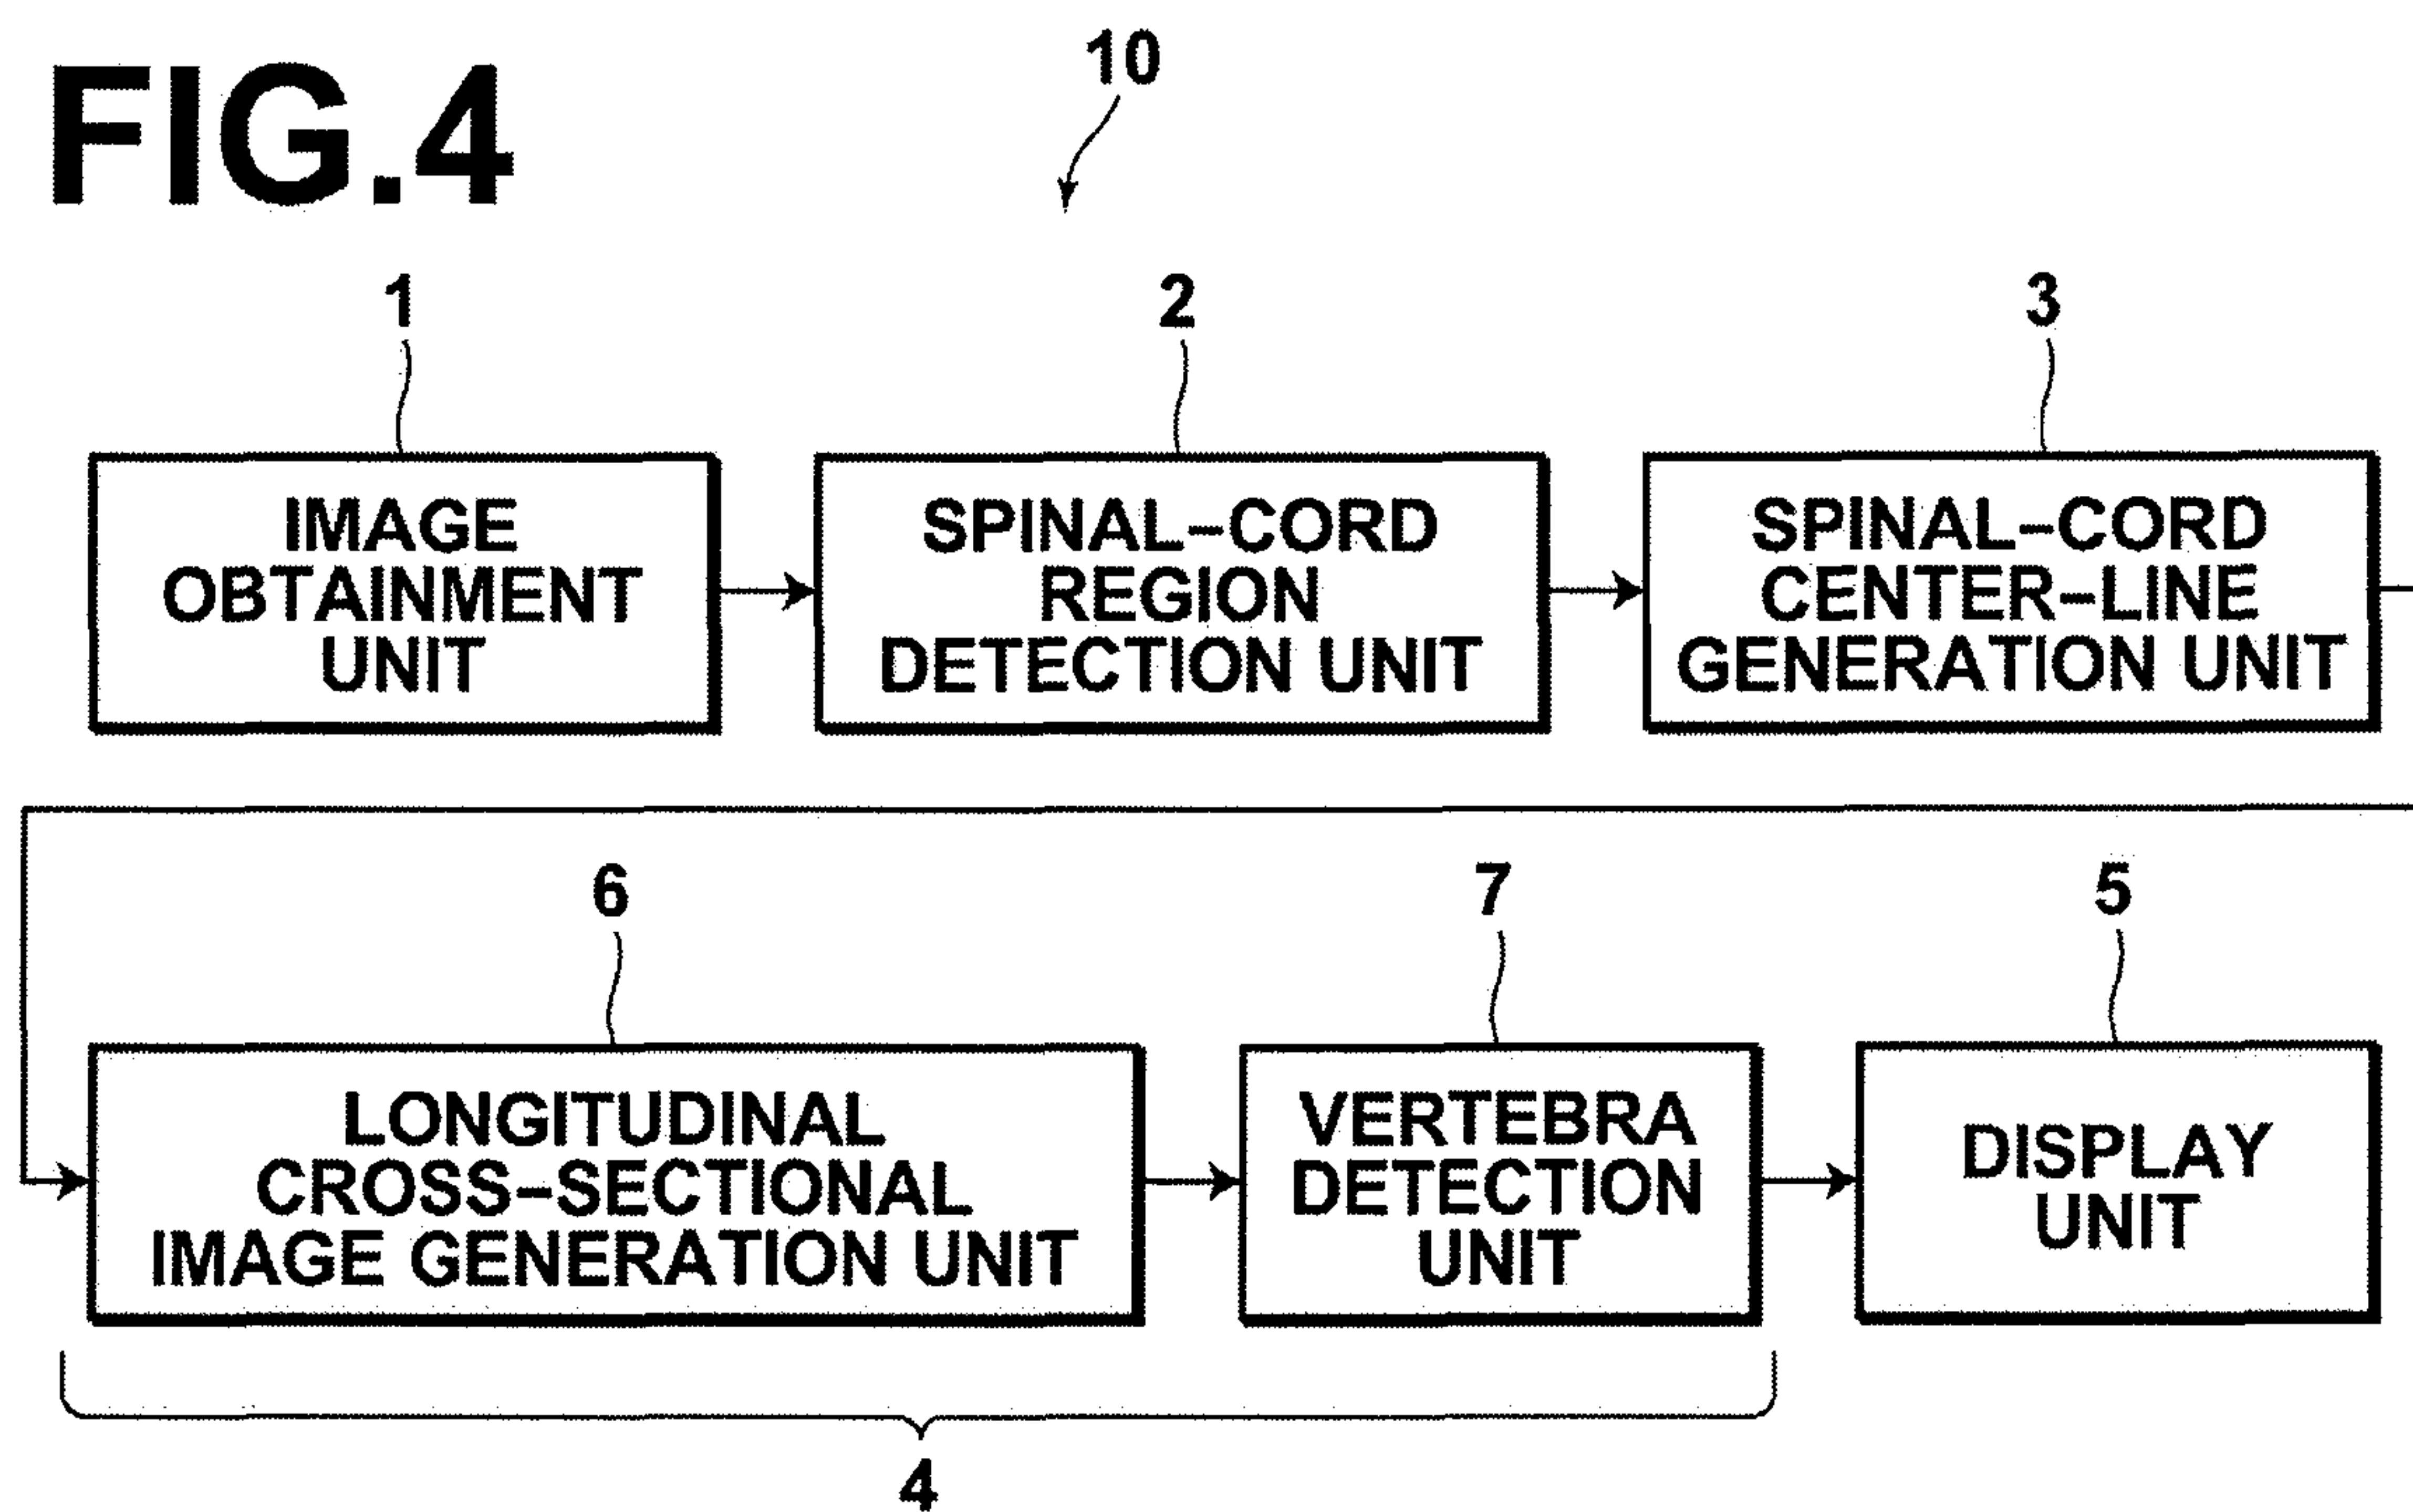 FIG.4
10
1
2
3
IMAGE
OBTAINMENT
UNIT
SPINAL-CORD
REGION
DETECTION UNIT
SPINAL-CORD
CENTER-LINE
GENERATION UNIT
6
7
5
LONGITUDINAL
CROSS-SECTIONAL
IMAGE GENERATION UNIT
VERTEBRA
DETECTION
UNIT
DISPLAY
UNIT
4